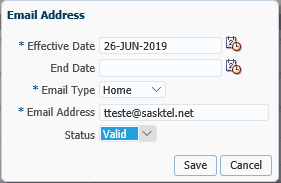 Email Address
* Effective Date 26-JUN-2019
End Date
* Email Type Home
* Email Address tteste@sasktel.net
Status Valid
Save Cancel